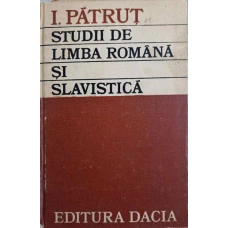 I. PĂTRUȚ
STUDII DE
LIMBA ROMÂNĂ
ȘI
SLAVISTICĂ
EDITURA DACIA